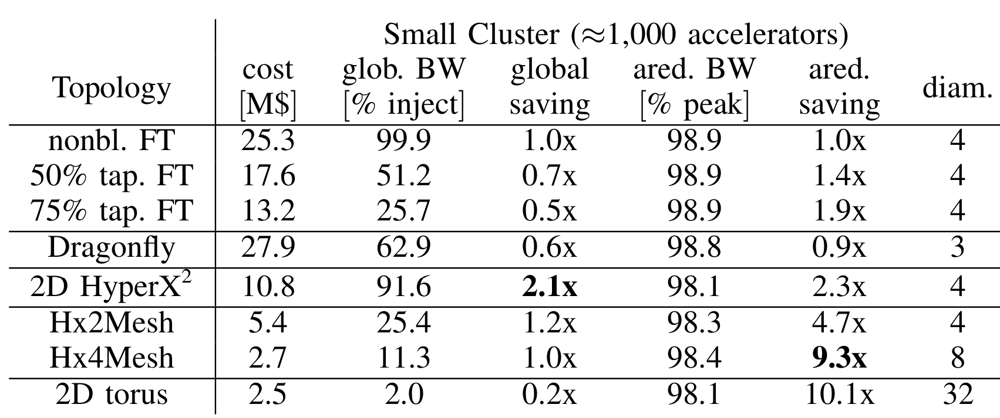 Small Cluster (≈1,000 accelerators)
Topology cost [M$] glob. BW [% inject] global saving ared. BW [% peak] ared. saving diam.
nonbl. FT 25.3 99.9 1.0x 98.9 1.0x 4
50% tap. FT 17.6 51.2 0.7x 98.9 1.4x 4
75% tap. FT 13.2 25.7 0.5x 98.9 1.9x 4
Dragonfly 27.9 62.9 0.6x 98.8 0.9x 3
2D HyperX² 10.8 91.6 2.1x 98.1 2.3x 4
Hx2Mesh 5.4 25.4 1.2x 98.3 4.7x 4
Hx4Mesh 2.7 11.3 1.0x 98.4 9.3x 8
2D torus 2.5 2.0 0.2x 98.1 10.1x 32